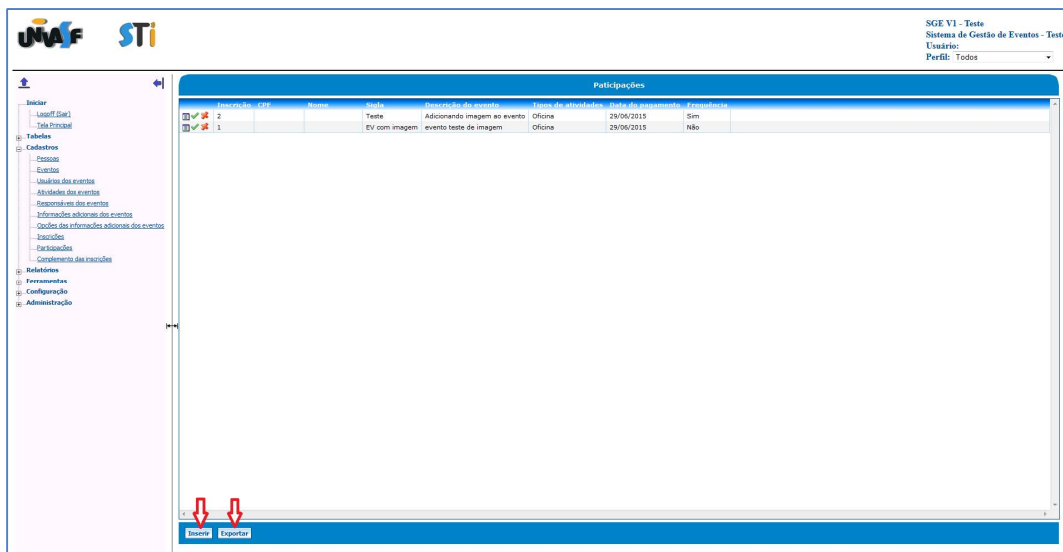 UNIVASF STI
SGE V1 - Teste
Sistema de Gestão de Eventos - Teste
Usuário:
Perfil: Todos
Iniciar
Logoff (Sair)
Tela Principal
Tabelas
Cadastros
Pessoas
Eventos
Usuários dos eventos
Atividades dos eventos
Responsáveis dos eventos
Informações adicionais dos eventos
Opções das informações adicionais dos eventos
Inscrições
Participações
Complemento das inscrições
Relatórios
Ferramentas
Configuração
Administração
Paticipações
Inscrição CPF Nome Sigla Descrição do evento Tipos de atividades Data do pagamento Frequência
2 Teste Adicionando imagem ao evento Oficina 29/06/2015 Sim
1 EV com imagem evento teste de imagem Oficina 29/06/2015 Não
Inserir Exportar